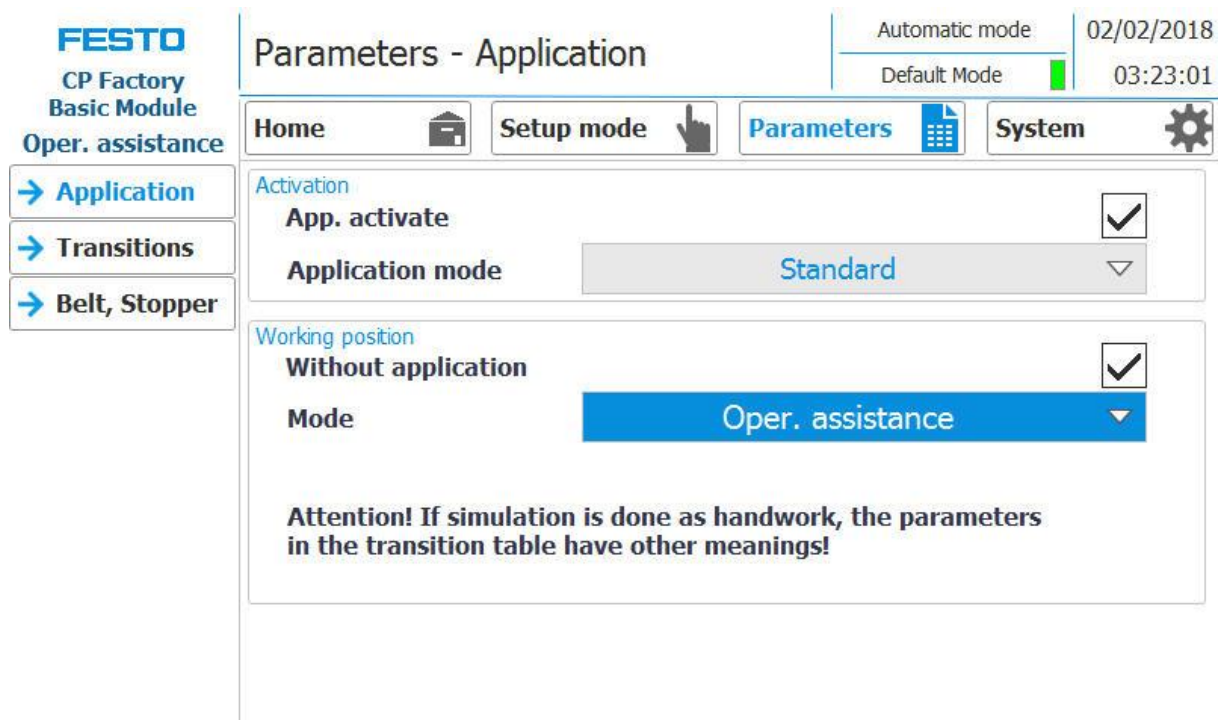 FESTO
CP Factory
Basic Module
Oper. assistance
Parameters - Application
Automatic mode
Default Mode
02/02/2018
03:23:01
Home
Setup mode
Parameters
System
Application
Transitions
Belt, Stopper
Activation
App. activate
Application mode
Standard
Working position
Without application
Mode
Oper. assistance
Attention! If simulation is done as handwork, the parameters
in the transition table have other meanings!